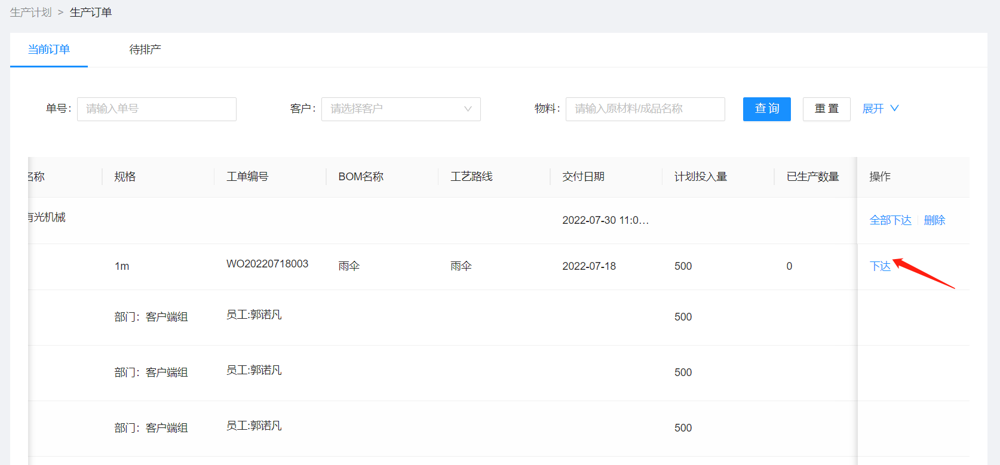 生产计划 > 生产订单
当前订单 待排产
单号: 请输入单号 客户: 请选择客户 物料: 请输入原材料/成品名称 查 询 重 置 展开
名称 规格 工单编号 BOM名称 工艺路线 交付日期 计划投入量 已生产数量 操作
有光机械 2022-07-30 11:0... 全部下达 删除
1m WO20220718003 雨伞 雨伞 2022-07-18 500 0 下达
部门：客户端组 员工:郭诺凡 500
部门：客户端组 员工:郭诺凡 500
部门：客户端组 员工:郭诺凡 500